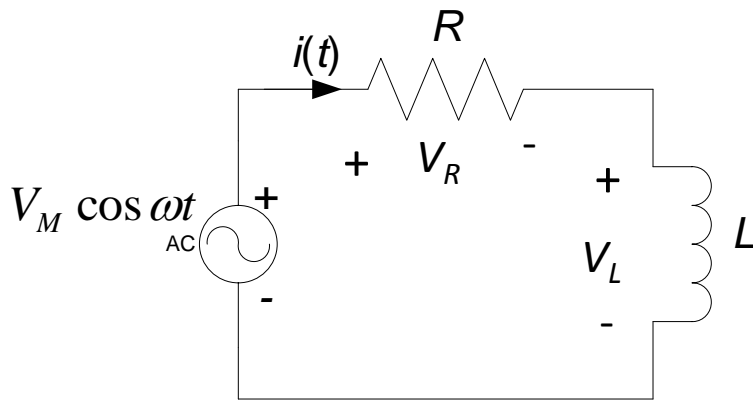 R
i(t)
+ V_R -
V_M cos ωt
+
AC
-
+
V_L
-
L